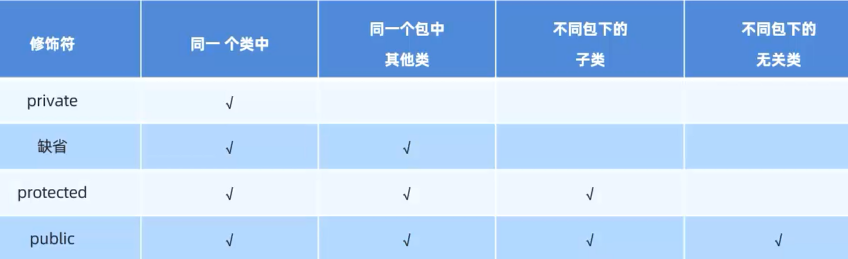 修饰符 同一 个类中 同一个包中 不同包下的 不同包下的
其他类 子类 无关类
private √
缺省 √ √
protected √ √ √
public √ √ √ √